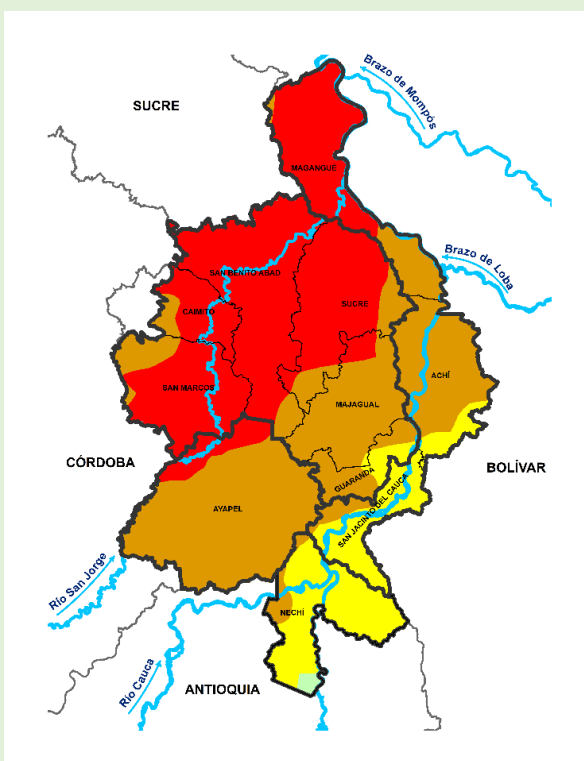 Brazo de Mompós
SUCRE
MAGANGUE
Brazo de Loba
SAN BENITO ABAD
SUCRE
CAIMITO
ACHÍ
SAN MARCOS
MAJAGUAL
CÓRDOBA
BOLÍVAR
GUARANDA
SAN JACINTO DEL CAUCA
AYAPEL
Río San Jorge
NECHÍ
Río Cauca
ANTIOQUIA